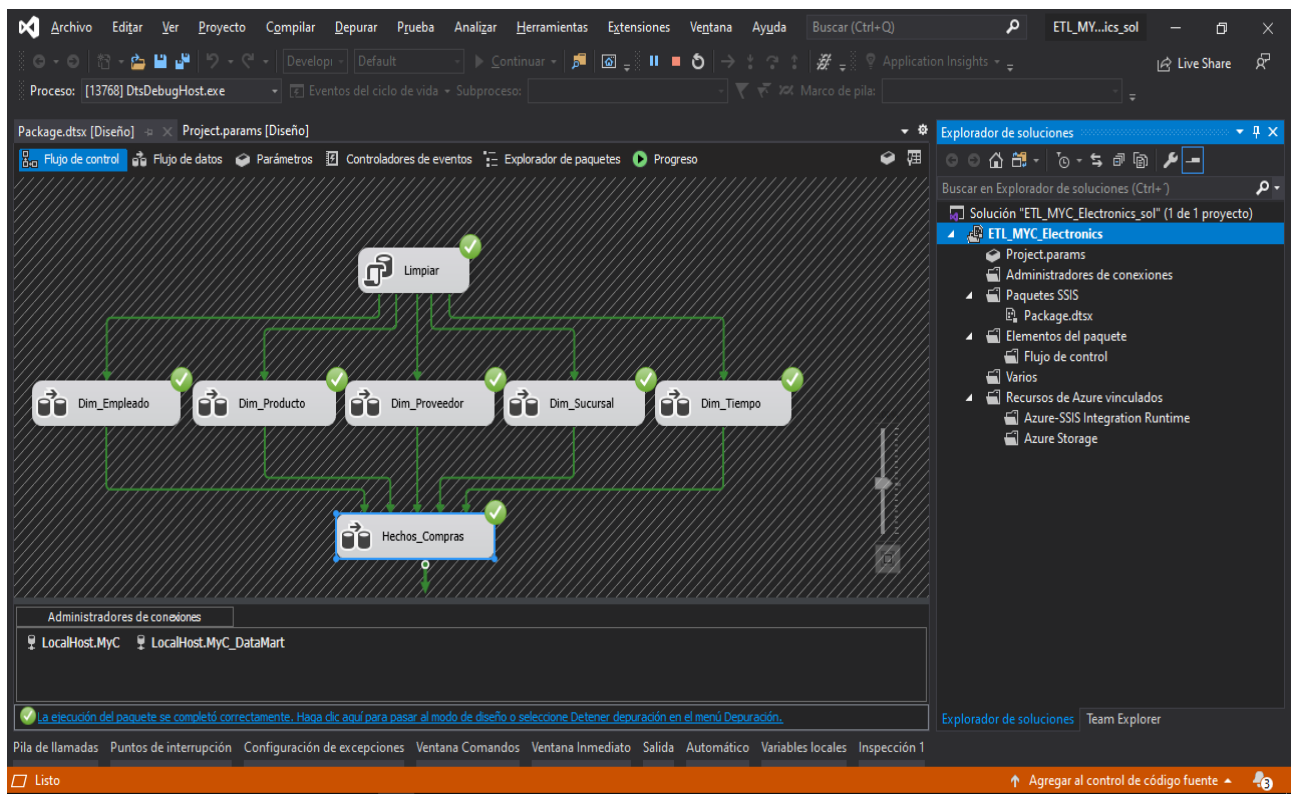 Archivo Editar Ver Proyecto Compilar Depurar Prueba Analizar Herramientas Extensiones Ventana Ayuda Buscar (Ctrl+Q) ETL_MY...ics_sol
Develop Default Continuar Application Insights Live Share
Proceso: [13768] DtsDebugHost.exe Eventos del ciclo de vida Subproceso: Marco de pila:
Package.dtsx [Diseño] Project.params [Diseño]
Flujo de control Flujo de datos Parámetros Controladores de eventos Explorador de paquetes Progreso
Limpiar
Dim_Empleado Dim_Producto Dim_Proveedor Dim_Sucursal Dim_Tiempo
Hechos_Compras
Administradores de conexiones
LocalHost.MyC LocalHost.MyC_DataMart
La ejecución del paquete se completó correctamente. Haga clic aquí para pasar al modo de diseño o seleccione Detener depuración en el menú Depuración.
Explorador de soluciones
Buscar en Explorador de soluciones (Ctrl+´)
Solución "ETL_MYC_Electronics_sol" (1 de 1 proyecto)
ETL_MYC_Electronics
Project.params
Administradores de conexiones
Paquetes SSIS
Package.dtsx
Elementos del paquete
Flujo de control
Varios
Recursos de Azure vinculados
Azure-SSIS Integration Runtime
Azure Storage
Explorador de soluciones Team Explorer
Pila de llamadas Puntos de interrupción Configuración de excepciones Ventana Comandos Ventana Inmediato Salida Automático Variables locales Inspección 1
Listo Agregar al control de código fuente 3